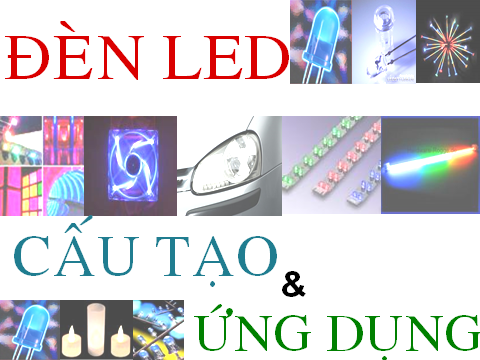 ĐÈN LED
CẤU TẠO
&
ỨNG DỤNG